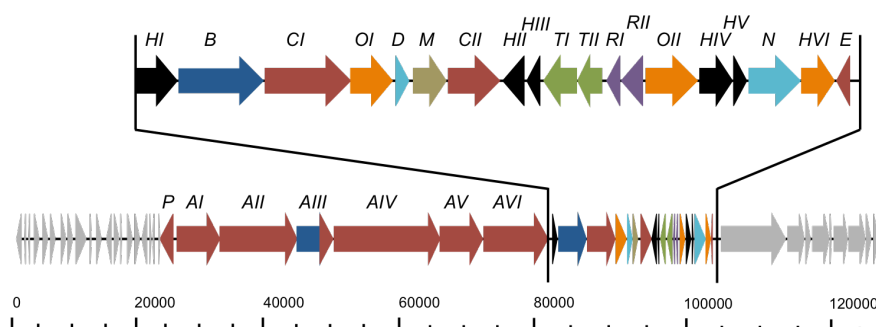 HIII RII HV
HI B CI OI D M CII HII TI TII RI OII HIV N HVI E
P AI AII AIII AIV AV AVI
0 20000 40000 60000 80000 100000 120000